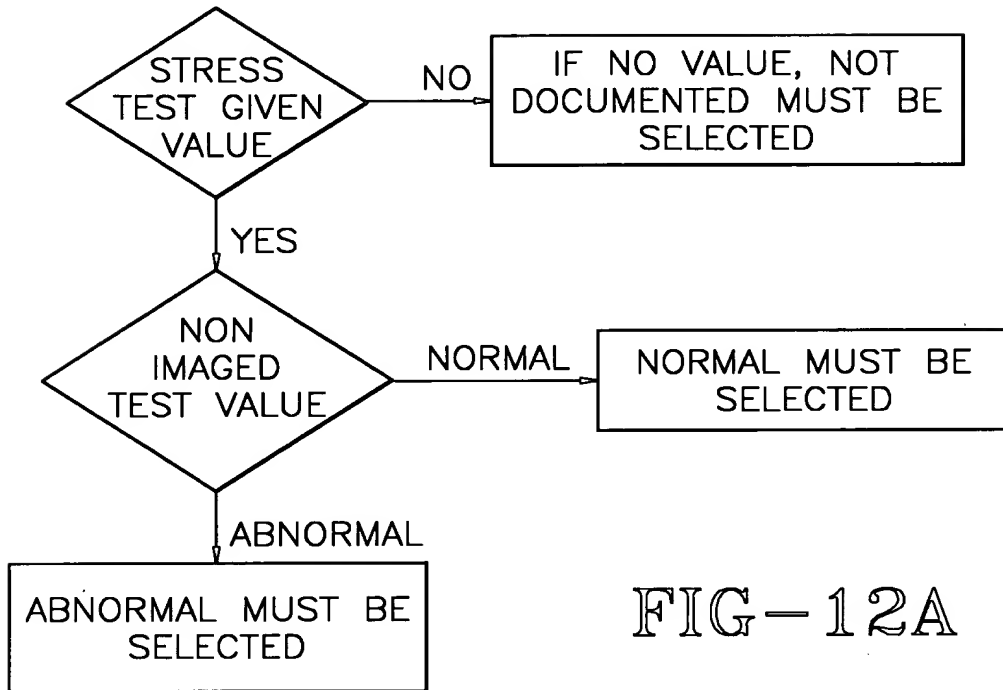 STRESS
TEST GIVEN
VALUE
NO
IF NO VALUE, NOT
DOCUMENTED MUST BE
SELECTED
YES
NON
IMAGED
TEST VALUE
NORMAL
NORMAL MUST BE
SELECTED
ABNORMAL
ABNORMAL MUST BE
SELECTED
FIG-12A